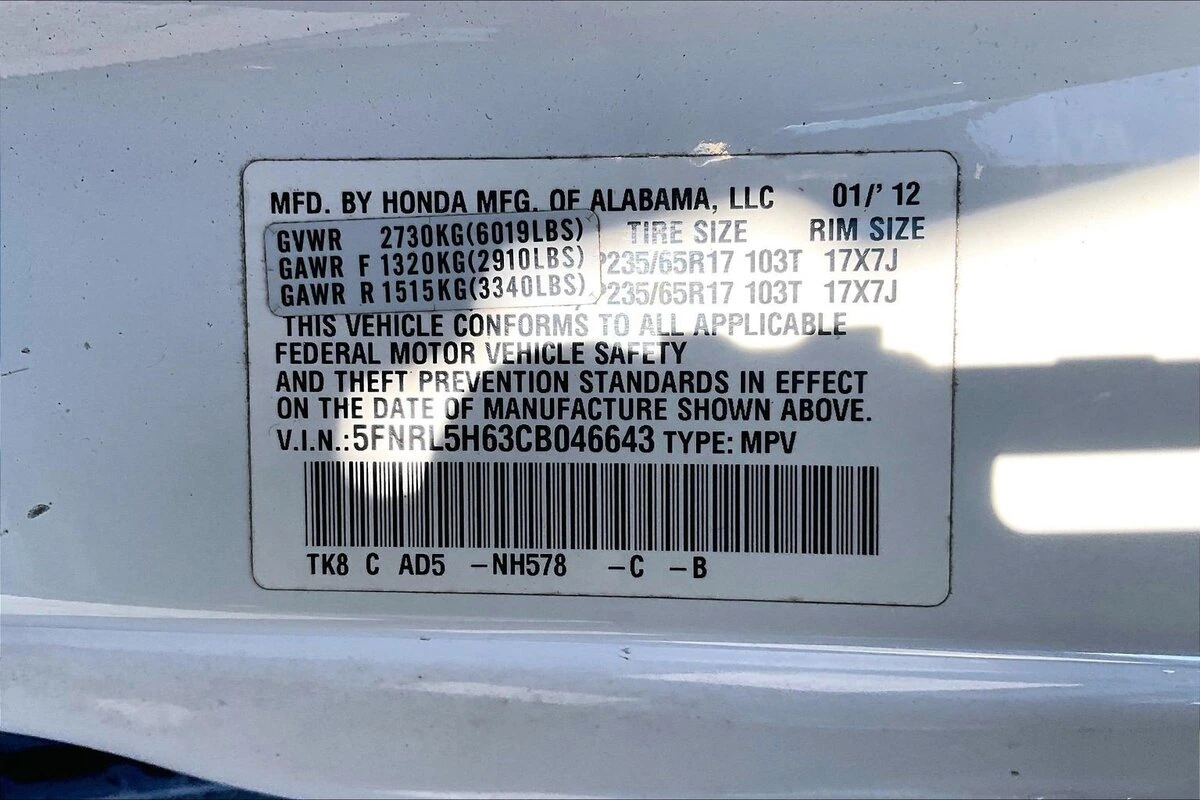 MFD. BY HONDA MFG. OF ALABAMA, LLC 01/' 12
GVWR 2730KG(6019LBS) TIRE SIZE RIM SIZE
GAWR F 1320KG(2910LBS) P235/65R17 103T 17X7J
GAWR R 1515KG(3340LBS) P235/65R17 103T 17X7J
THIS VEHICLE CONFORMS TO ALL APPLICABLE
FEDERAL MOTOR VEHICLE SAFETY
AND THEFT PREVENTION STANDARDS IN EFFECT
ON THE DATE OF MANUFACTURE SHOWN ABOVE.
V.I.N.:5FNRL5H63CB046643 TYPE: MPV
TK8 C AD5 -NH578 -C -B